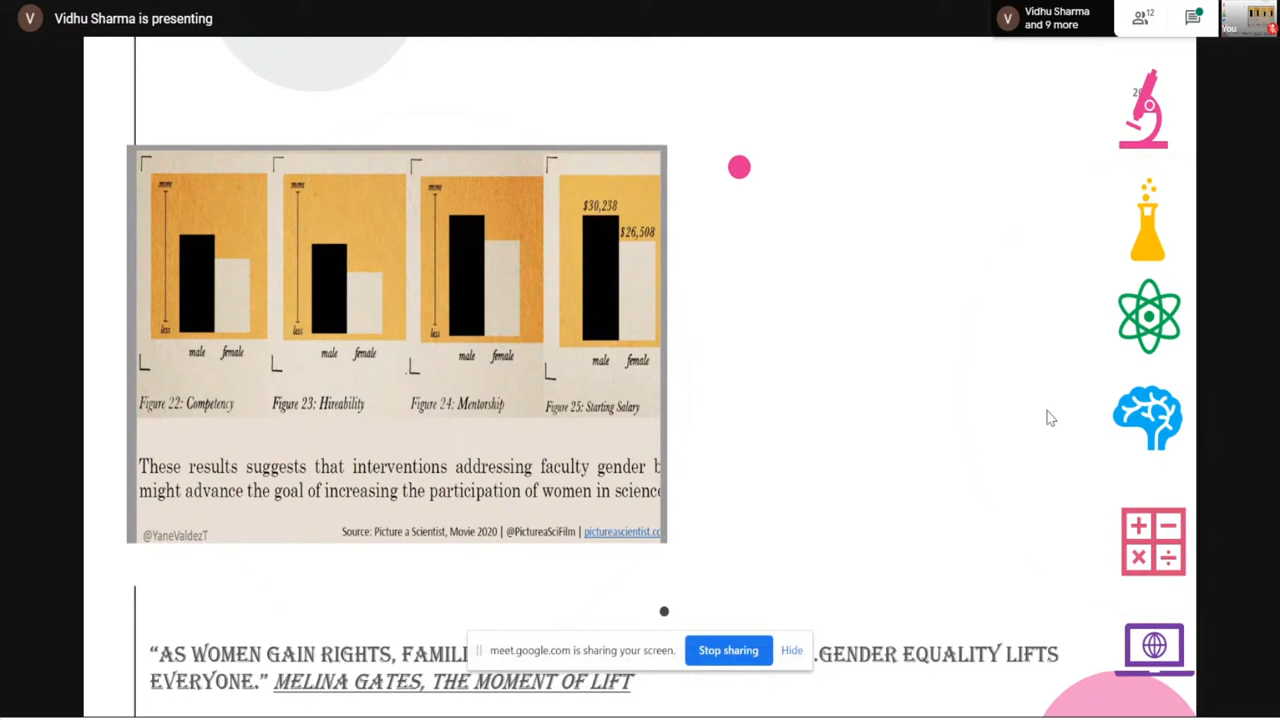 V Vidhu Sharma is presenting
V Vidhu Sharma and 9 more
12
You
more
less
male female
Figure 22: Competency
more
less
male female
Figure 23: Hireability
more
less
male female
Figure 24: Mentorship
$30,238
$26,508
male female
Figure 25: Starting Salary
These results suggests that interventions addressing faculty gender b
might advance the goal of increasing the participation of women in science
@YaneValdezT
Source: Picture a Scientist, Movie 2020 | @PictureaSciFilm | pictureascientist.co
meet.google.com is sharing your screen. Stop sharing Hide
“AS WOMEN GAIN RIGHTS, FAMILI .GENDER EQUALITY LIFTS
EVERYONE.” MELINA GATES, THE MOMENT OF LIFT